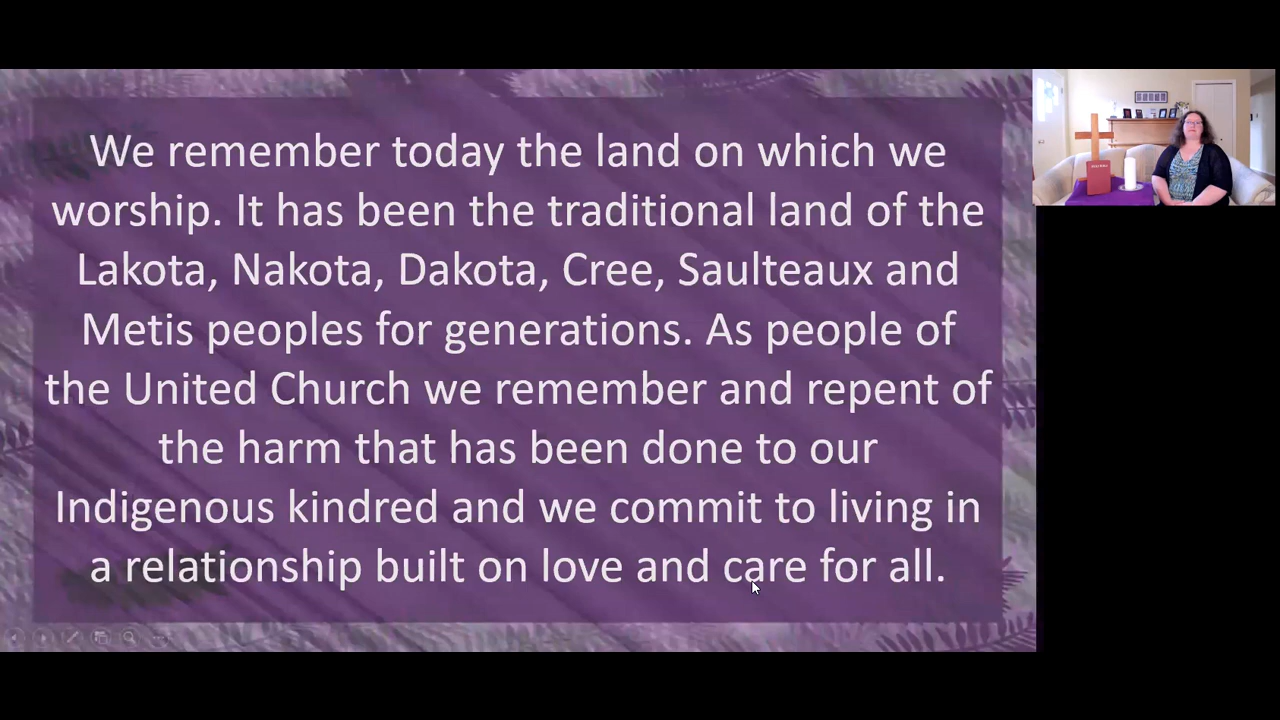 We remember today the land on which we
worship. It has been the traditional land of the
Lakota, Nakota, Dakota, Cree, Saulteaux and
Metis peoples for generations. As people of
the United Church we remember and repent of
the harm that has been done to our
Indigenous kindred and we commit to living in
a relationship built on love and care for all.
HOLY BIBLE